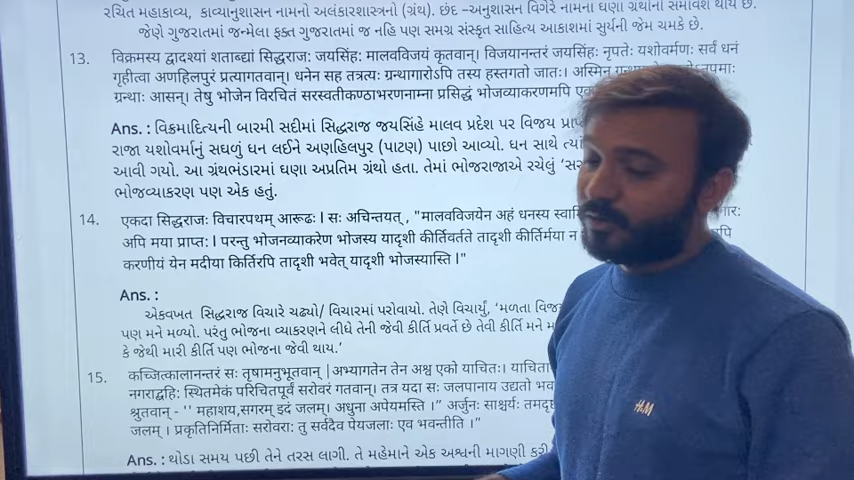 રચિત મહાકાવ્ય, કાવ્યાનુશાસન નામનો અલંકારશાસ્ત્રનો (ગ્રંથ). છંદ -અનુશાસન વિગેરે નામના ઘણા ગ્રંથોનો સમાવેશ થાય છે.
જેણે ગુજરાતમાં જન્મેલા ફક્ત ગુજરાતમાં જ નહિ પણ સમગ્ર સંસ્કૃત સાહિત્ય આકાશમાં સુર્યની જેમ ચમકે છે.
13. विक्रमस्य द्वादश्यां शताब्द्यां सिद्धराज: जयसिंह: मालवविजयं कृतवान्। विजयानन्तरं जयसिंह: नृपते: यशोवर्मण: सर्वं धनं
गृहीत्वा अणहिलपुरं प्रत्यागतवान्। धनेन सह तत्रत्य: ग्रन्थागारोऽपि तस्य हस्तगतो जात:। अस्मिन्
ग्रन्था: आसन्। तेषु भोजेन विरचितं सरस्वतीकण्ठाभरणनाम्ना प्रसिद्धं भोजव्याकरणमपि
Ans. : વિક્રમાદિત્યની બારમી સદીમાં સિદ્ધરાજ જયસિંહે માલવ પ્રદેશ પર વિજય
રાજા યશોવર્માનું સઘળું ધન લઈને અણહિલપુર (પાટણ) પાછો આવ્યો. ધન સાથે
આવી ગયો. આ ગ્રંથભંડારમાં ઘણા અપ્રતિમ ગ્રંથો હતા. તેમાં ભોજરાજાએ રચેલું
ભોજવ્યાકરણ પણ એક હતું.
14. एकदा सिद्धराज: विचारपथम् आरूढ: । स: अचिन्तयत् , "मालवविजयेन अहं धनस्य
अपि मया प्राप्त: । परन्तु भोजनव्याकरेण भोजस्य यादृशी कीर्तिवर्तते तादृशी कीर्तिर्मया न
करणीयं येन मदीया किर्तिरपि तादृशी भवेत् यादृशी भोजस्यास्ति ।"
Ans. :
એકવખત સિદ્ધરાજ વિચારે ચઢ્યો/ વિચારમાં પરોવાયો. તેણે વિચાર્યું, ‘મળતા
પણ મને મળ્યો. પરંતુ ભોજના વ્યાકરણને લીધે તેની જેવી કીર્તિ પ્રવર્તે છે તેવી કીર્તિ મને
કે જેથી મારી કીર્તિ પણ ભોજના જેવી થાય.’
15. कच्जित्कालानन्तरं स: तृषामनुभूतवान् | अभ्यागतेन तेन अश्व एको याचित:। याचिता
नगराद्बहि: स्थितमेकं परिचितपूर्वं सरोवरं गतवान्। तत्र यदा स: जलपानाय उद्यतो
श्रुतवान् - '' महाशय,सगरम् इदं जलम्। अधुना अपेयमस्ति ।” अर्जुन: साश्चर्य:
जलम् । प्रकृतिनिर्मिता: सरोवरा: तु सर्वदैव पेयजला: एव भवन्तीति ।”
Ans. : થોડા સમય પછી તેને તરસ લાગી. તે મહેમાને એક અશ્વની માગણી કરી
H&M